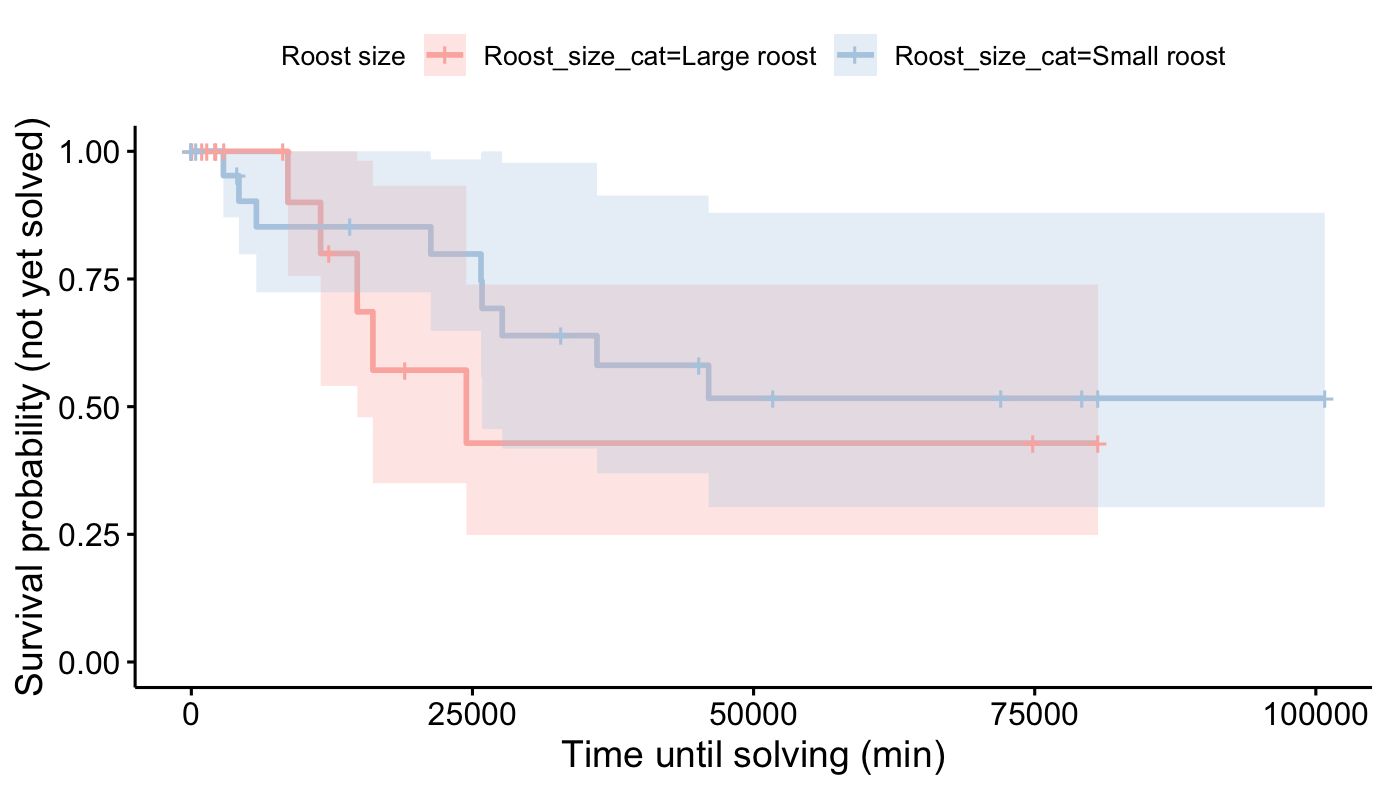 Roost size Roost_size_cat=Large roost Roost_size_cat=Small roost
Survival probability (not yet solved)
1.00
0.75
0.50
0.25
0.00
0 25000 50000 75000 100000
Time until solving (min)